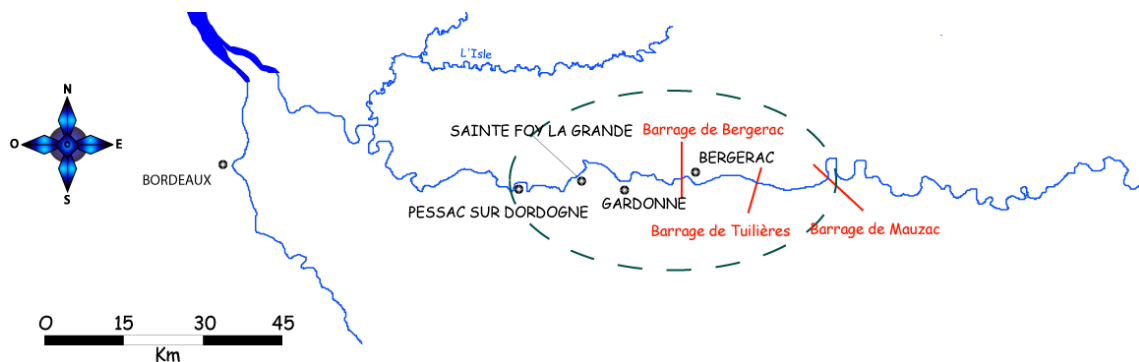 L'Isle
N
O
E
S
SAINTE FOY LA GRANDE
Barrage de Bergerac
BERGERAC
BORDEAUX
PESSAC SUR DORDOGNE
GARDONNE
Barrage de Tuilières
Barrage de Mauzac
0 15 30 45
Km